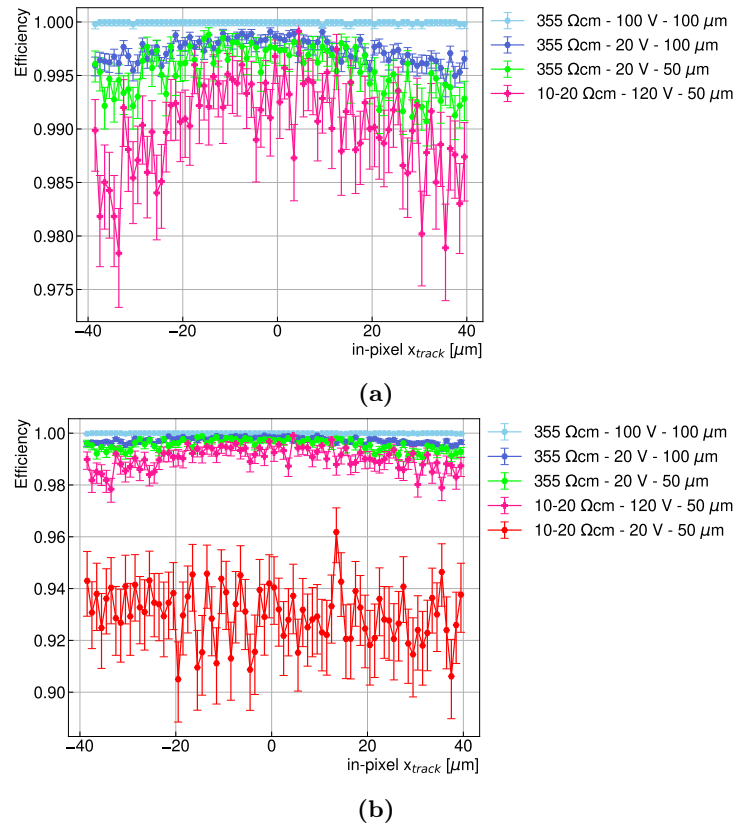 Efficiency
1.000
0.995
0.990
0.985
0.980
0.975
−40
−20
0
20
40
in-pixel x_track [μm]
355 Ωcm - 100 V - 100 μm
355 Ωcm - 20 V - 100 μm
355 Ωcm - 20 V - 50 μm
10-20 Ωcm - 120 V - 50 μm
(a)
Efficiency
1.00
0.98
0.96
0.94
0.92
0.90
−40
−20
0
20
40
in-pixel x_track [μm]
355 Ωcm - 100 V - 100 μm
355 Ωcm - 20 V - 100 μm
355 Ωcm - 20 V - 50 μm
10-20 Ωcm - 120 V - 50 μm
10-20 Ωcm - 20 V - 50 μm
(b)